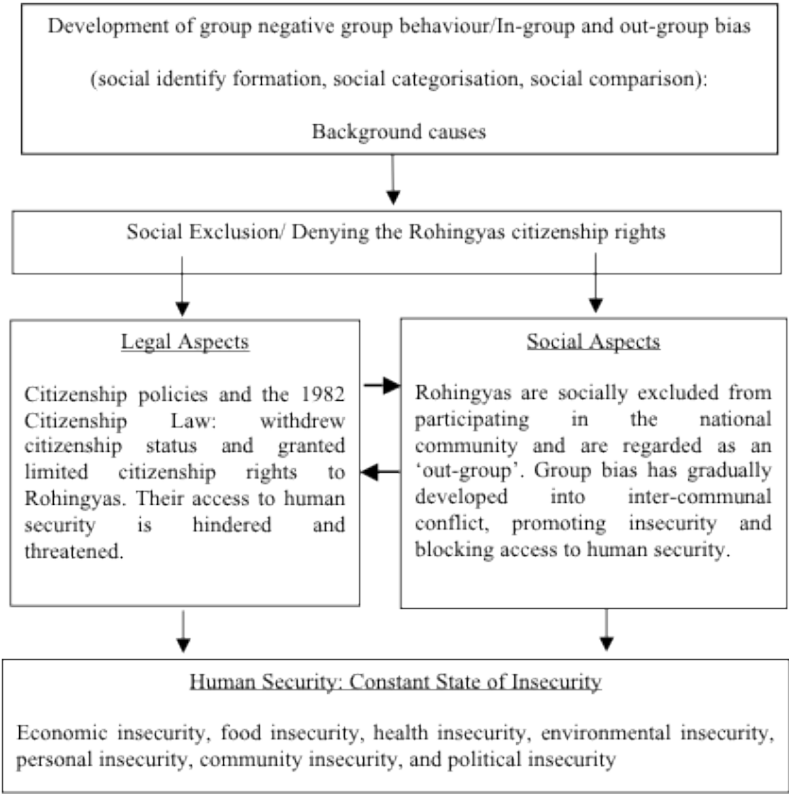 Development of group negative group behaviour/In-group and out-group bias
(social identify formation, social categorisation, social comparison):
Background causes
Social Exclusion/ Denying the Rohingyas citizenship rights
Legal Aspects
Citizenship policies and the 1982
Citizenship Law: withdrew
citizenship status and granted
limited citizenship rights to
Rohingyas. Their access to human
security is hindered and
threatened.
Social Aspects
Rohingyas are socially excluded from
participating in the national
community and are regarded as an
‘out-group’. Group bias has gradually
developed into inter-communal
conflict, promoting insecurity and
blocking access to human security.
Human Security: Constant State of Insecurity
Economic insecurity, food insecurity, health insecurity, environmental insecurity,
personal insecurity, community insecurity, and political insecurity